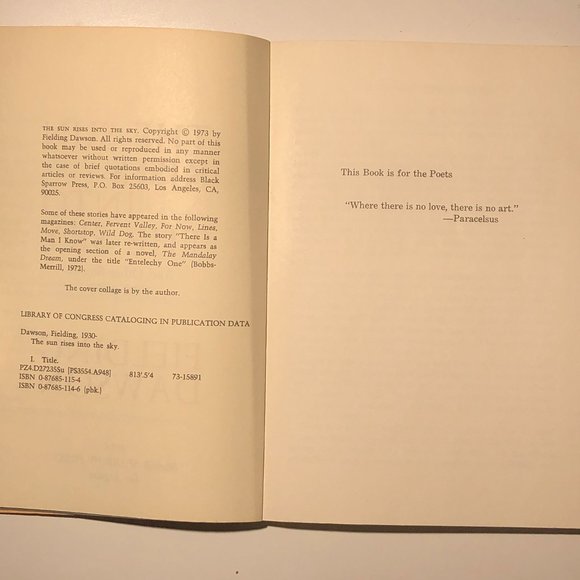 THE SUN RISES INTO THE SKY. Copyright © 1973 by
Fielding Dawson. All rights reserved. No part of this
book may be used or reproduced in any manner
whatsoever without written permission except in
the case of brief quotations embodied in critical
articles or reviews. For information address Black
Sparrow Press, P.O. Box 25603, Los Angeles, CA,
90025.
Some of these stories have appeared in the following
magazines: Center, Fervent Valley, For Now, Lines,
Move, Shortstop, Wild Dog. The story "There Is a
Man I Know" was later re-written, and appears as
the opening section of a novel, The Mandalay
Dream, under the title "Entelechy One" (Bobbs-
Merrill, 1972).
The cover collage is by the author.
LIBRARY OF CONGRESS CATALOGING IN PUBLICATION DATA
Dawson, Fielding, 1930-
The sun rises into the sky.
I. Title.
PZ4.D27235Su [PS3554.A948] 813'.5'4 73-15891
ISBN 0-87685-115-4
ISBN 0-87685-114-6 (pbk.)
This Book is for the Poets
"Where there is no love, there is no art."
—Paracelsus